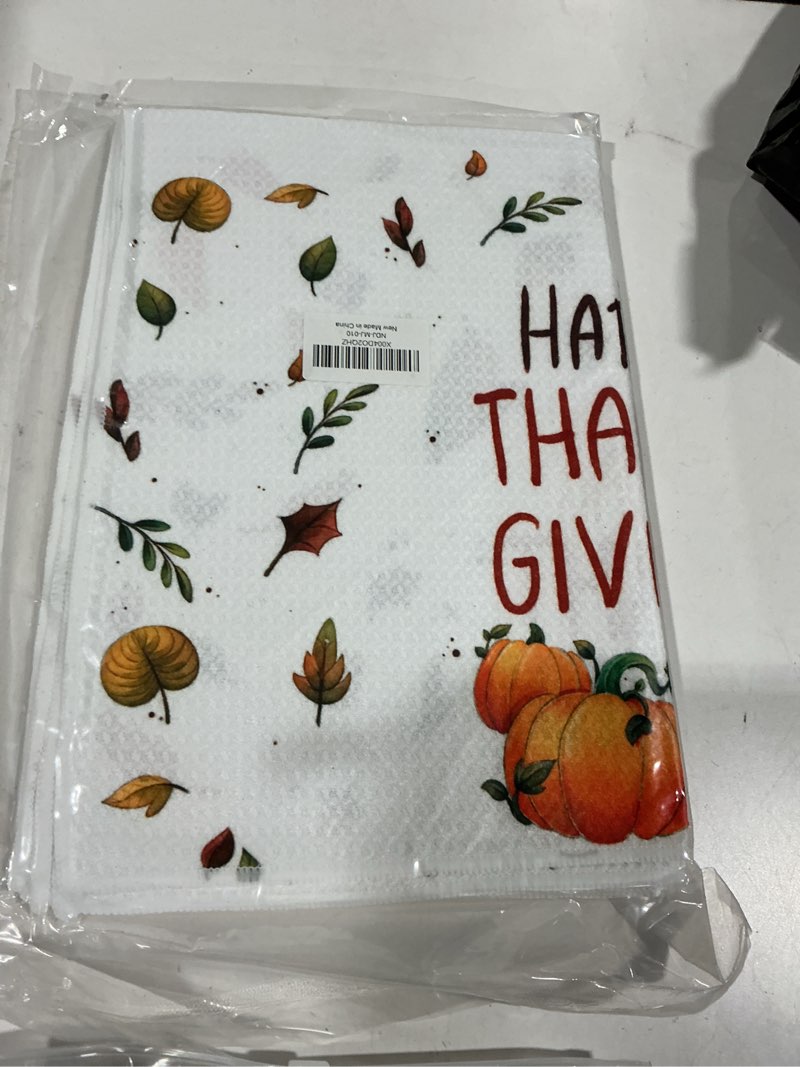 X004DO2QHZ
NDJ-MJ-010
New Made in China
HA
THA
GIV